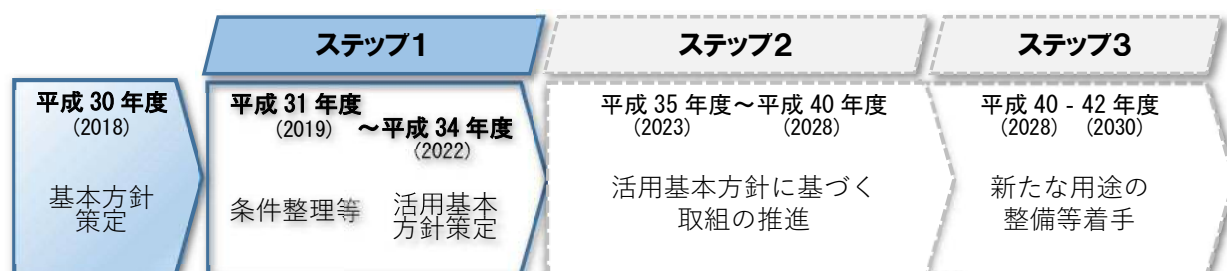 ステップ1
ステップ2
ステップ3
平成 30 年度
(2018)
基本方針
策定
平成 31 年度
(2019)
~平成 34 年度
(2022)
条件整理等
活用基本
方針策定
平成 35 年度~平成 40 年度
(2023) (2028)
活用基本方針に基づく
取組の推進
平成 40 - 42 年度
(2028) (2030)
新たな用途の
整備等着手